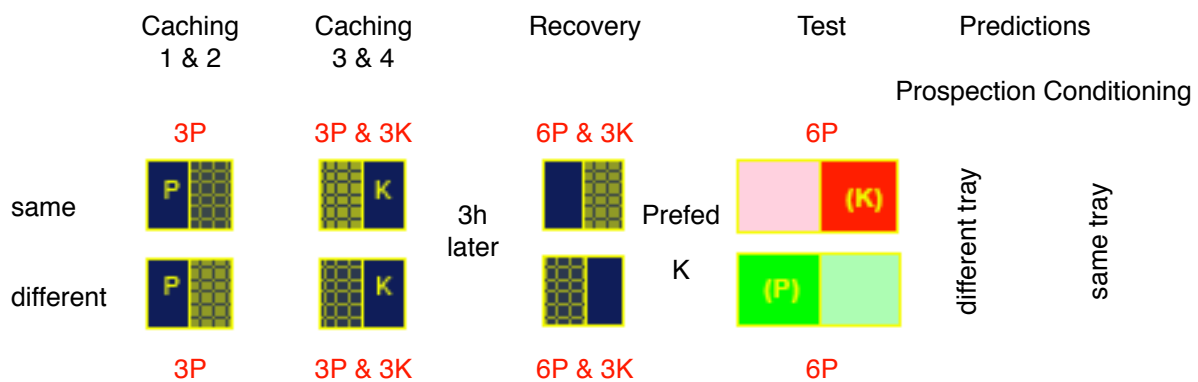 Caching Caching Recovery Test Predictions
1 & 2 3 & 4
Prospection Conditioning
3P 3P & 3K 6P & 3K 6P
same P K 3h later Prefed K (K) different tray same tray
different P K (P)
3P 3P & 3K 6P & 3K 6P